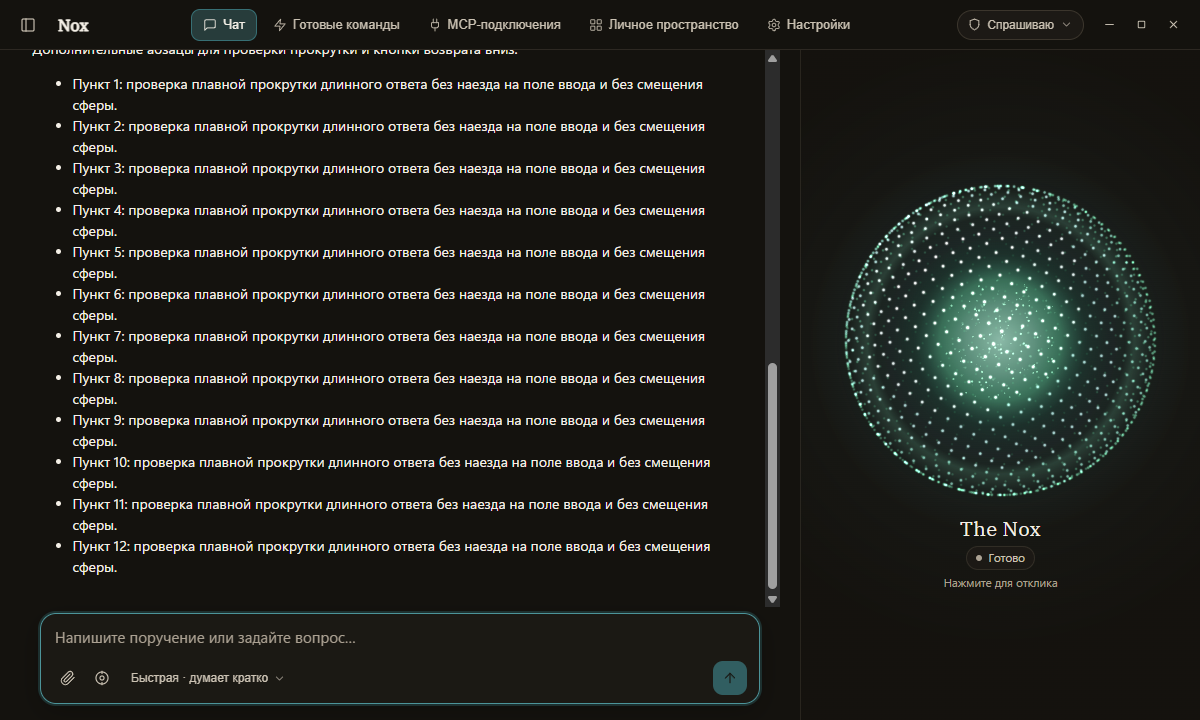 Nox
Чат
Готовые команды
MCP-подключения
Личное пространство
Настройки
Спрашиваю
Дополнительные абзацы для проверки прокрутки и кнопки возврата вниз.
• Пункт 1: проверка плавной прокрутки длинного ответа без наезда на поле ввода и без смещения
сферы.
• Пункт 2: проверка плавной прокрутки длинного ответа без наезда на поле ввода и без смещения
сферы.
• Пункт 3: проверка плавной прокрутки длинного ответа без наезда на поле ввода и без смещения
сферы.
• Пункт 4: проверка плавной прокрутки длинного ответа без наезда на поле ввода и без смещения
сферы.
• Пункт 5: проверка плавной прокрутки длинного ответа без наезда на поле ввода и без смещения
сферы.
• Пункт 6: проверка плавной прокрутки длинного ответа без наезда на поле ввода и без смещения
сферы.
• Пункт 7: проверка плавной прокрутки длинного ответа без наезда на поле ввода и без смещения
сферы.
• Пункт 8: проверка плавной прокрутки длинного ответа без наезда на поле ввода и без смещения
сферы.
• Пункт 9: проверка плавной прокрутки длинного ответа без наезда на поле ввода и без смещения
сферы.
• Пункт 10: проверка плавной прокрутки длинного ответа без наезда на поле ввода и без смещения
сферы.
• Пункт 11: проверка плавной прокрутки длинного ответа без наезда на поле ввода и без смещения
сферы.
• Пункт 12: проверка плавной прокрутки длинного ответа без наезда на поле ввода и без смещения
сферы.
Напишите поручение или задайте вопрос...
Быстрая · думает кратко
The Nox
Готово
Нажмите для отклика